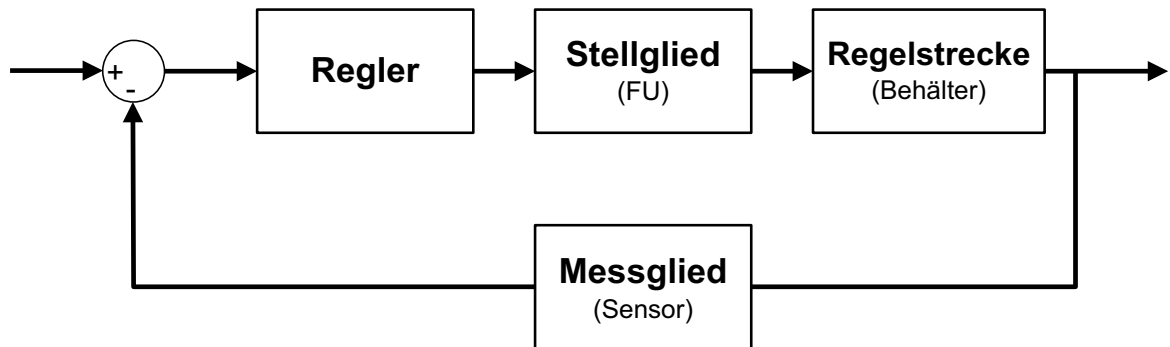 +
-
Regler
Stellglied
(FU)
Regelstrecke
(Behälter)
Messglied
(Sensor)